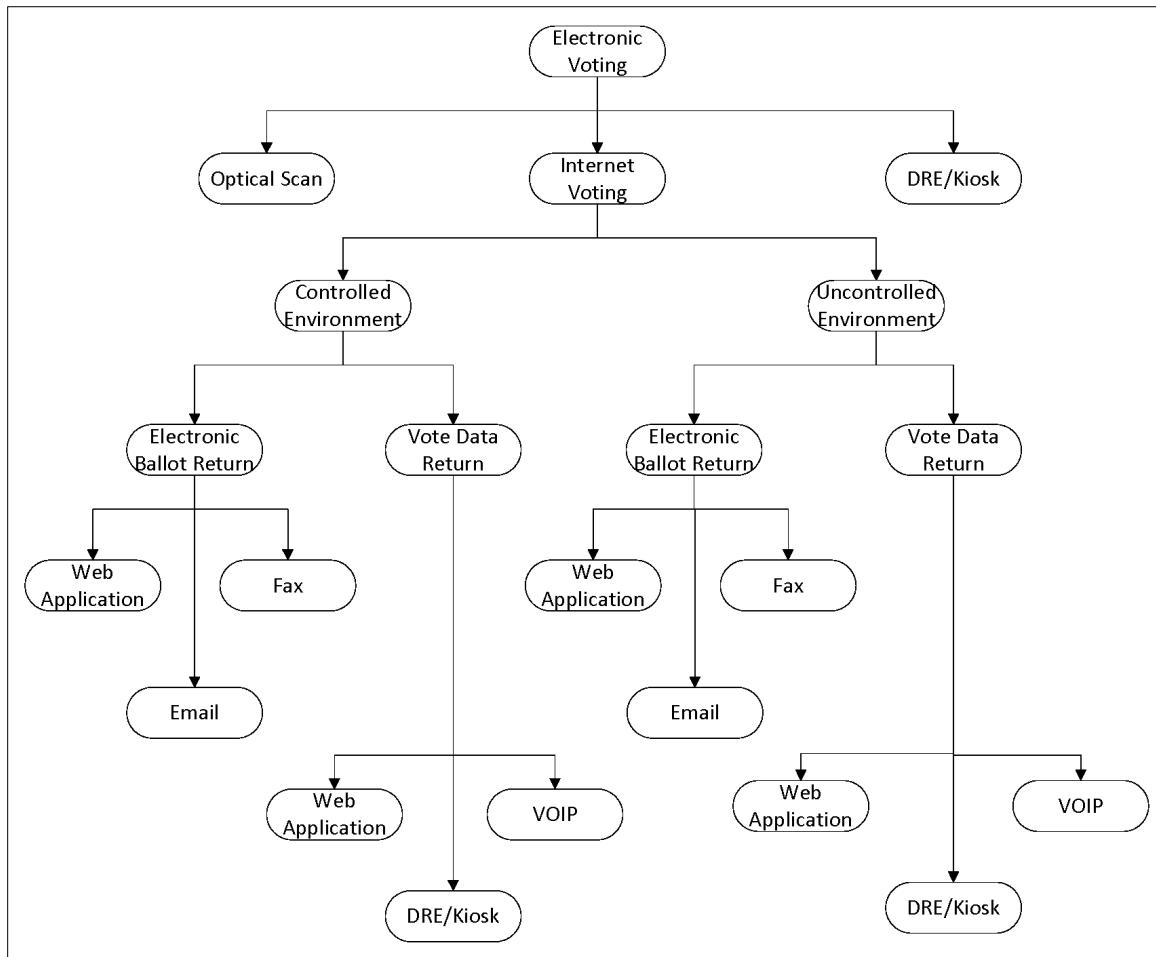 Electronic
Voting
Optical Scan
Internet
Voting
DRE/Kiosk
Controlled
Environment
Uncontrolled
Environment
Electronic
Ballot Return
Vote Data
Return
Electronic
Ballot Return
Vote Data
Return
Web
Application
Fax
Web
Application
Fax
Email
Email
Web
Application
VOIP
Web
Application
VOIP
DRE/Kiosk
DRE/Kiosk